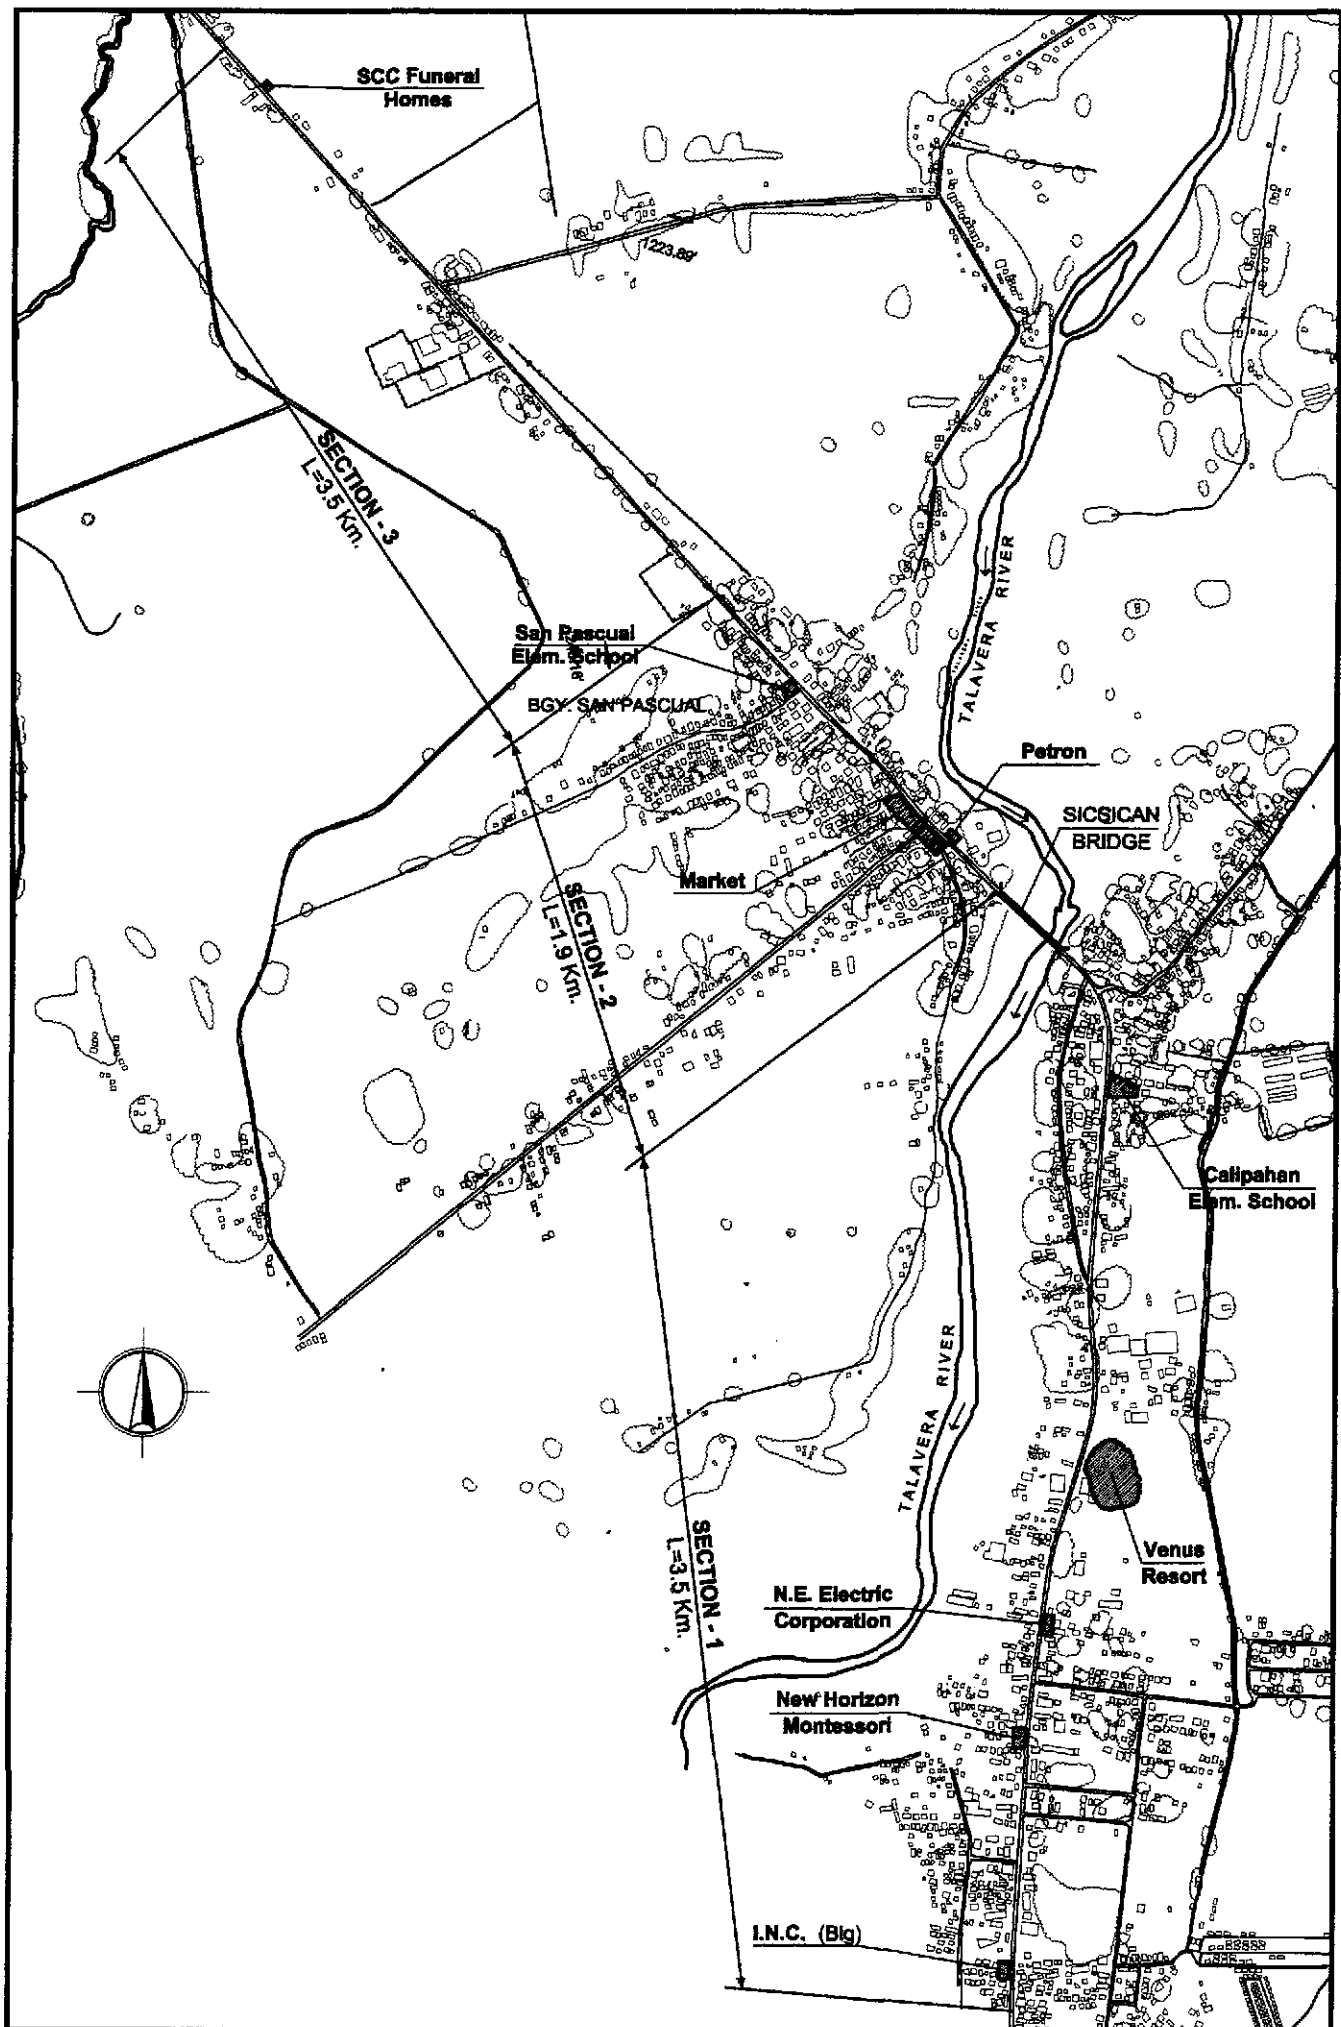 SCC Funeral
Homes
1223.89'
SECTION - 3
L=3.5 Km.
TALAVERA RIVER
San Pascual
Elem. School
BGY. SAN PASCUAL
Petron
SICSICAN
BRIDGE
Market
SECTION - 2
L=1.9 Km.
Calipahan
Elem. School
TALAVERA RIVER
SECTION - 1
L=3.5 Km.
Venus
Resort
N.E. Electric
Corporation
New Horizon
Montessori
I.N.C. (Big)